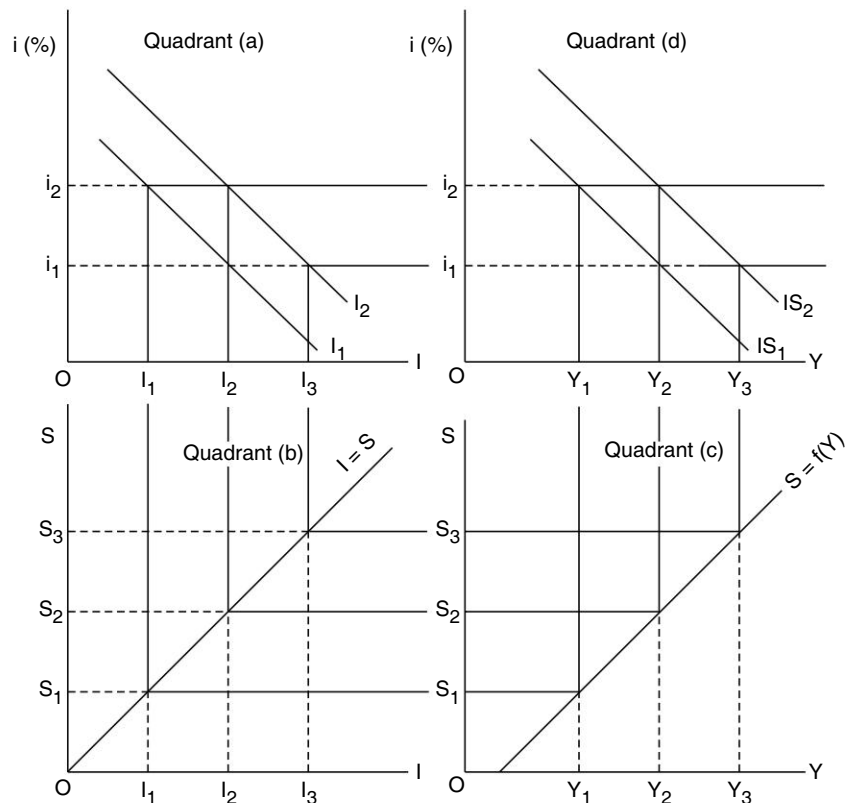 i (%)
Quadrant (a)
i₂
i₁
I₂
I₁
I
O
I₁
I₂
I₃
i (%)
Quadrant (d)
i₂
i₁
IS₂
IS₁
Y
O
Y₁
Y₂
Y₃
S
Quadrant (b)
I = S
S₃
S₂
S₁
O
I₁
I₂
I₃
I
S
Quadrant (c)
S = f(Y)
S₃
S₂
S₁
O
Y₁
Y₂
Y₃
Y